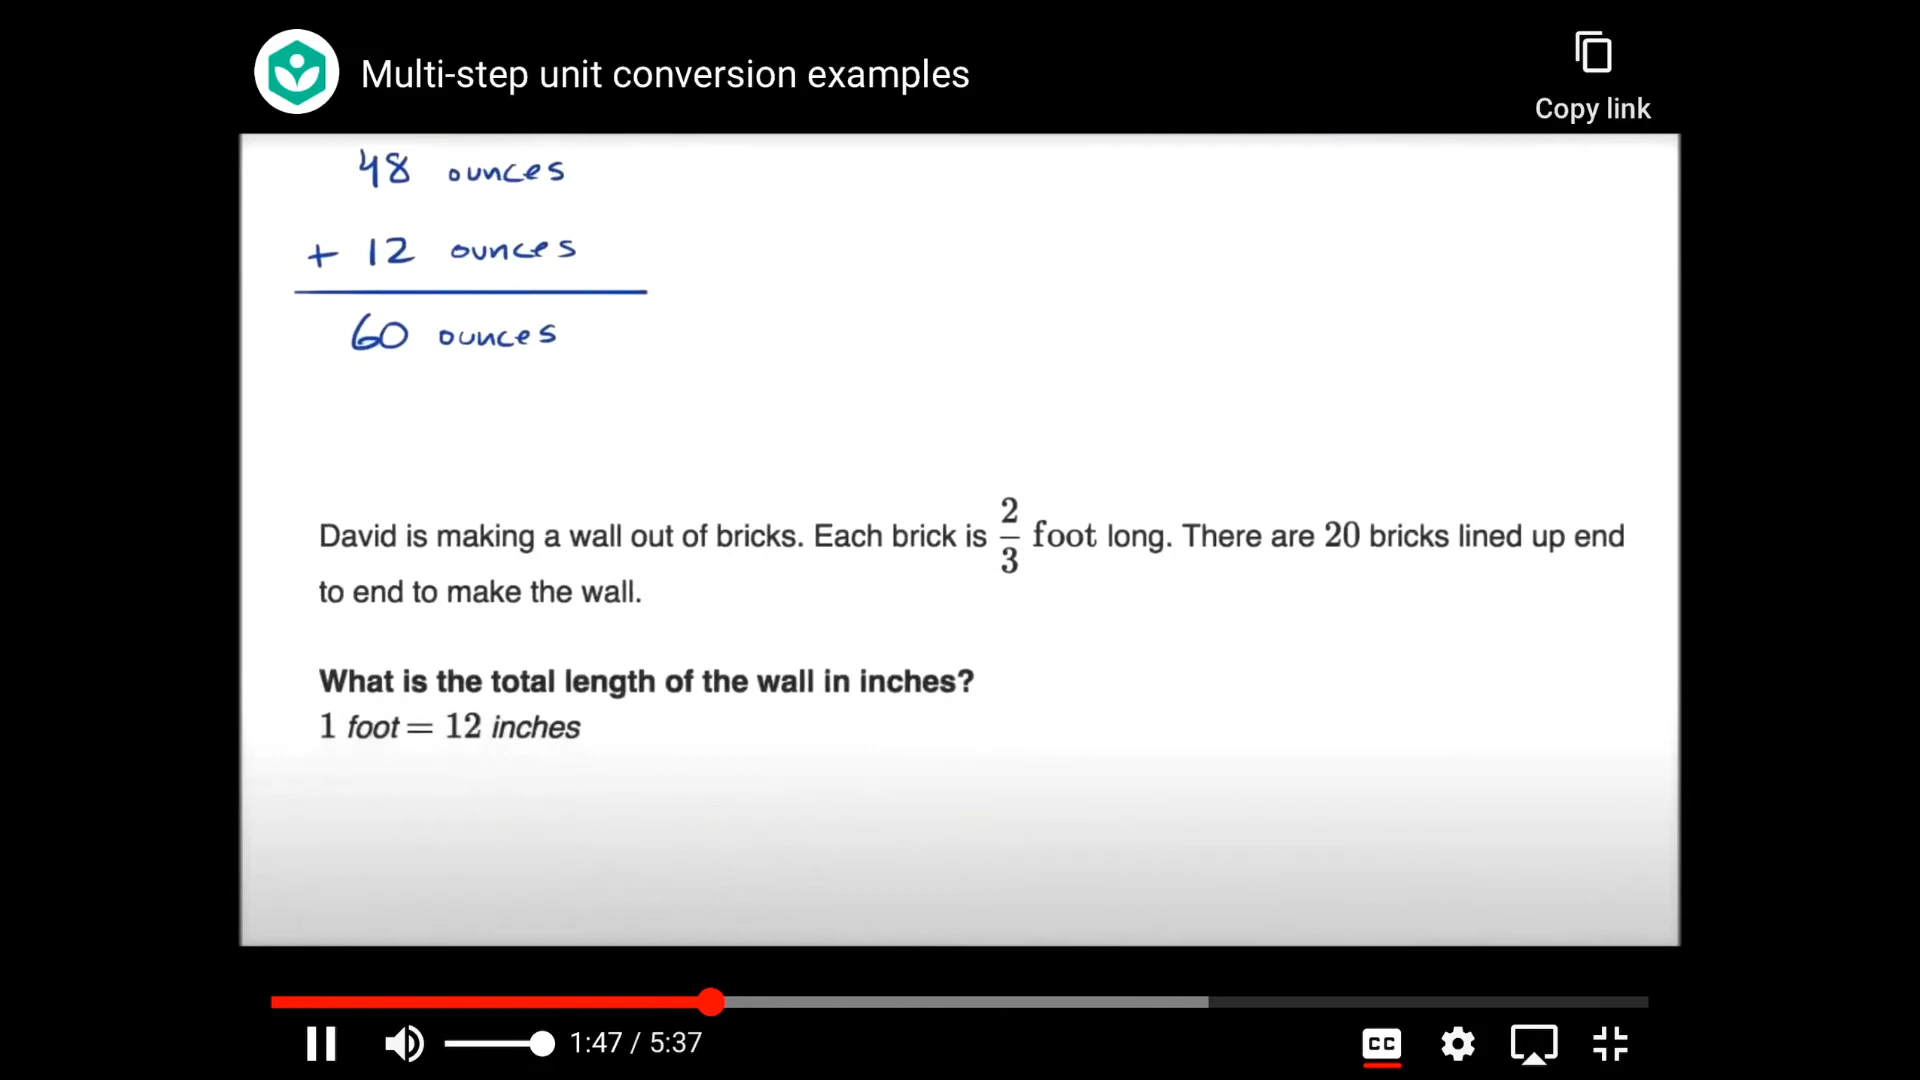 Multi-step unit conversion examples
Copy link
48 ounces
+ 12 ounces
60 ounces
David is making a wall out of bricks. Each brick is 2/3 foot long. There are 20 bricks lined up end
to end to make the wall.
What is the total length of the wall in inches?
1 foot = 12 inches
1:47 / 5:37
CC